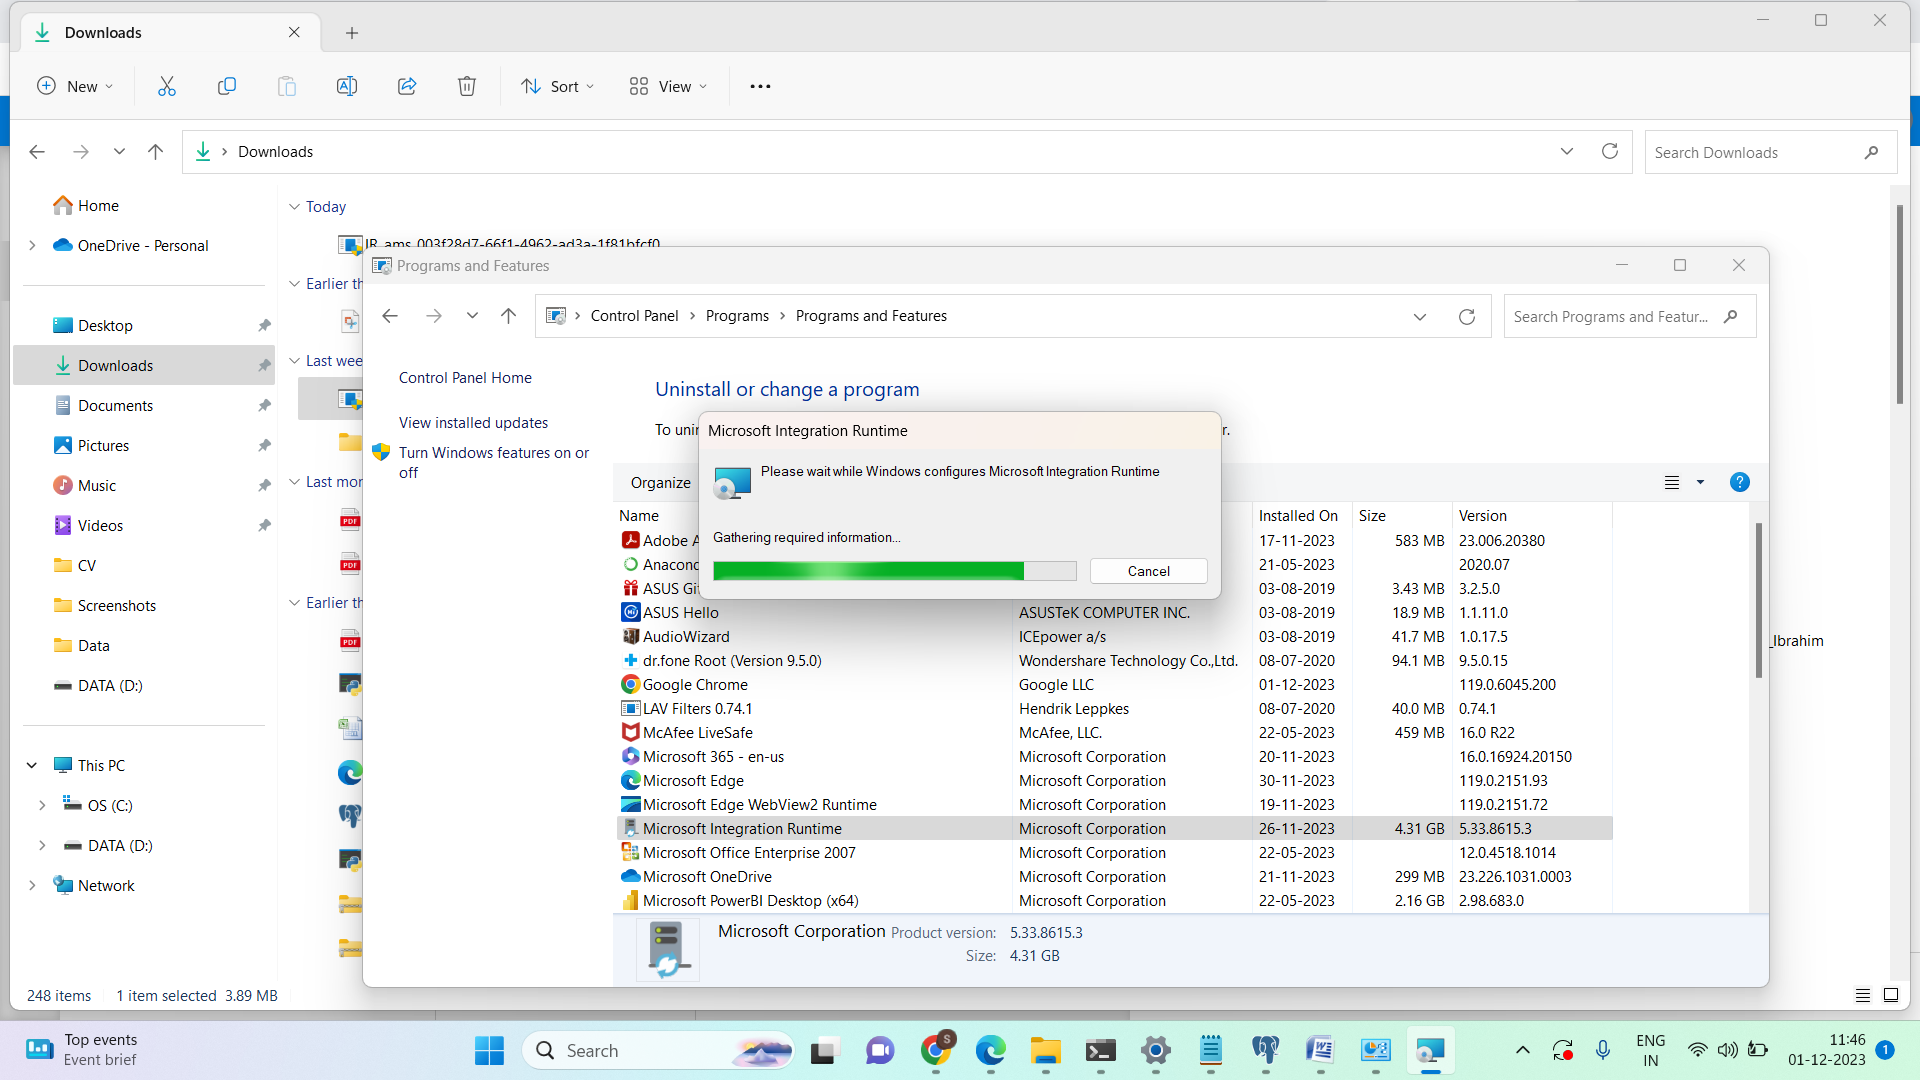 Downloads
New
Sort
View
Downloads
Search Downloads
Home
OneDrive - Personal
Desktop
Downloads
Documents
Pictures
Music
Videos
CV
Screenshots
Data
DATA (D:)
This PC
OS (C:)
DATA (D:)
Network
Today
IR_ams_003f28d7-66f1-4962-ad3a-1f81bfcf0
Earlier th
Last wee
Last mor
Earlier th
PDF
PDF
PDF
_Ibrahim
248 items
1 item selected 3.89 MB
Programs and Features
Control Panel
Programs
Programs and Features
Search Programs and Featur...
Control Panel Home
View installed updates
Turn Windows features on or
off
Uninstall or change a program
To unin
r.
Organize
Name Installed On Size Version
Adobe A 17-11-2023 583 MB 23.006.20380
Anacond 21-05-2023 2020.07
ASUS Gi 03-08-2019 3.43 MB 3.2.5.0
ASUS Hello ASUSTeK COMPUTER INC. 03-08-2019 18.9 MB 1.1.11.0
AudioWizard ICEpower a/s 03-08-2019 41.7 MB 1.0.17.5
dr.fone Root (Version 9.5.0) Wondershare Technology Co.,Ltd. 08-07-2020 94.1 MB 9.5.0.15
Google Chrome Google LLC 01-12-2023 119.0.6045.200
LAV Filters 0.74.1 Hendrik Leppkes 08-07-2020 40.0 MB 0.74.1
McAfee LiveSafe McAfee, LLC. 22-05-2023 459 MB 16.0 R22
Microsoft 365 - en-us Microsoft Corporation 20-11-2023 16.0.16924.20150
Microsoft Edge Microsoft Corporation 30-11-2023 119.0.2151.93
Microsoft Edge WebView2 Runtime Microsoft Corporation 19-11-2023 119.0.2151.72
Microsoft Integration Runtime Microsoft Corporation 26-11-2023 4.31 GB 5.33.8615.3
Microsoft Office Enterprise 2007 Microsoft Corporation 22-05-2023 12.0.4518.1014
Microsoft OneDrive Microsoft Corporation 21-11-2023 299 MB 23.226.1031.0003
Microsoft PowerBI Desktop (x64) Microsoft Corporation 22-05-2023 2.16 GB 2.98.683.0
Microsoft Corporation Product version: 5.33.8615.3
Size: 4.31 GB
Microsoft Integration Runtime
Please wait while Windows configures Microsoft Integration Runtime
Gathering required information...
Cancel
Top events
Event brief
Search
S
ENG
IN
11:46
01-12-2023
1